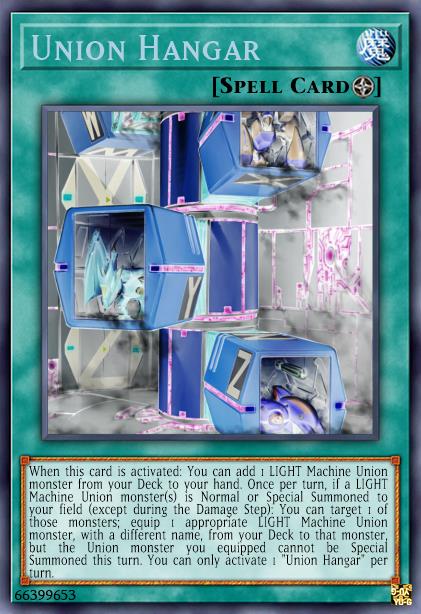 UNION HANGAR
魔
[SPELL CARD]
W
Y
Z
When this card is activated: You can add 1 LIGHT Machine Union
monster from your Deck to your hand. Once per turn, if a LIGHT
Machine Union monster(s) is Normal or Special Summoned to
your field (except during the Damage Step): You can target 1 of
those monsters; equip 1 appropriate LIGHT Machine Union
monster, with a different name, from your Deck to that monster,
but the Union monster you equipped cannot be Special
Summoned this turn. You can only activate 1 "Union Hangar" per
turn.
66399653